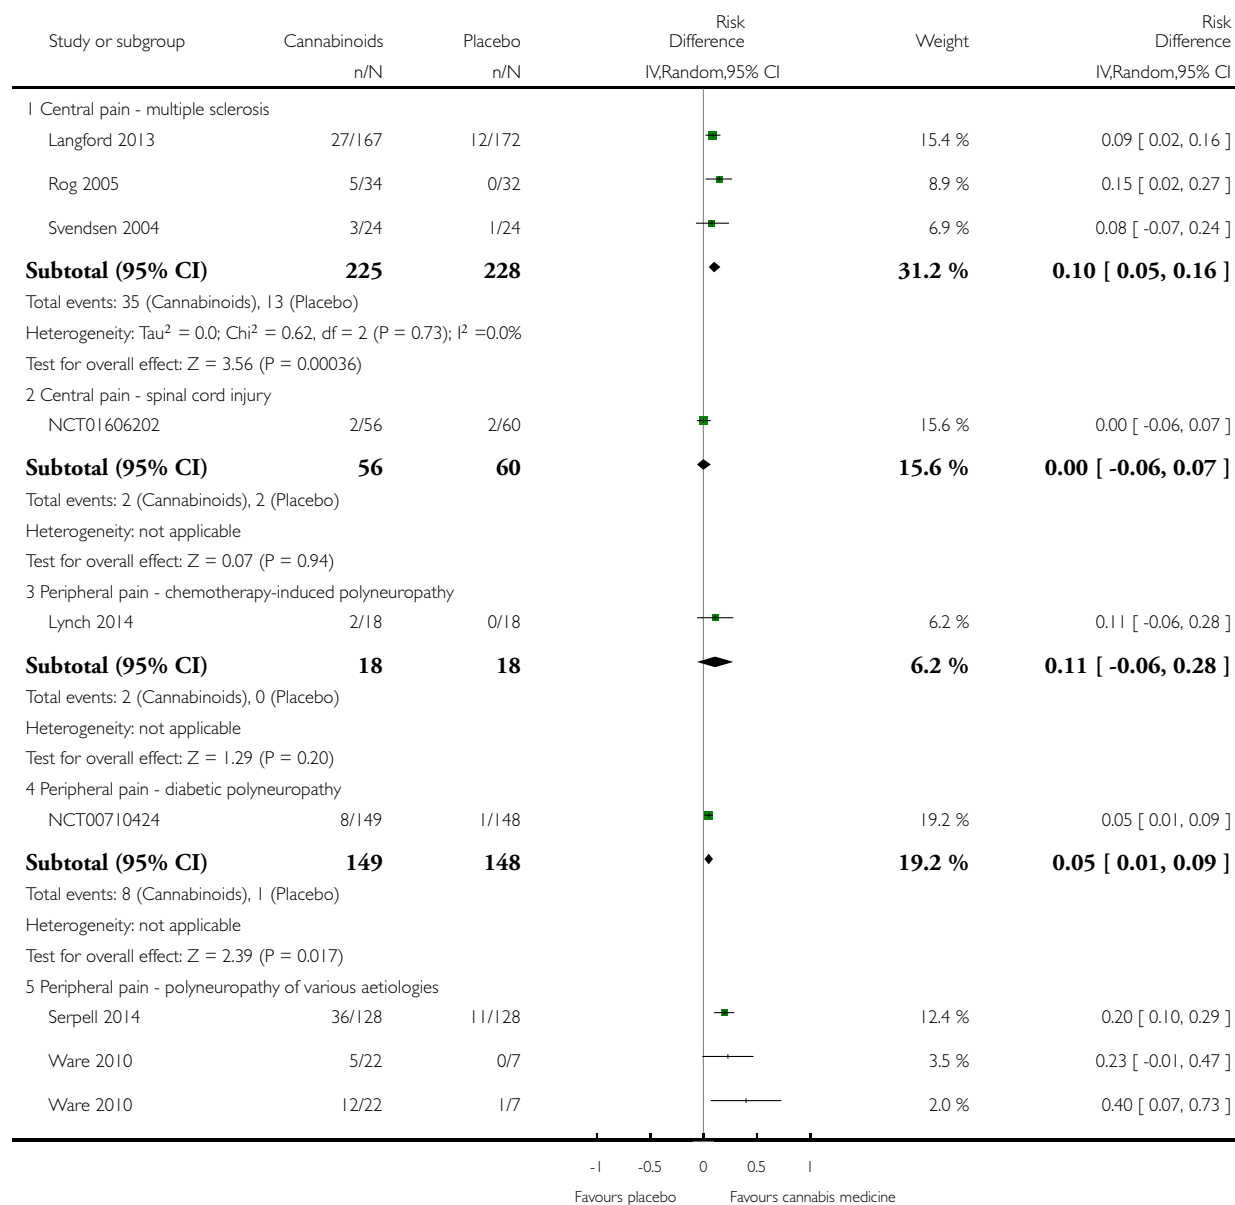 Study or subgroup Cannabinoids Placebo Risk Difference Weight Risk Difference
n/N n/N IV,Random,95% CI IV,Random,95% CI
1 Central pain - multiple sclerosis
Langford 2013 27/167 12/172 15.4 % 0.09 [ 0.02, 0.16 ]
Rog 2005 5/34 0/32 8.9 % 0.15 [ 0.02, 0.27 ]
Svendsen 2004 3/24 1/24 6.9 % 0.08 [ -0.07, 0.24 ]
Subtotal (95% CI) 225 228 31.2 % 0.10 [ 0.05, 0.16 ]
Total events: 35 (Cannabinoids), 13 (Placebo)
Heterogeneity: Tau² = 0.0; Chi² = 0.62, df = 2 (P = 0.73); I² =0.0%
Test for overall effect: Z = 3.56 (P = 0.00036)
2 Central pain - spinal cord injury
NCT01606202 2/56 2/60 15.6 % 0.00 [ -0.06, 0.07 ]
Subtotal (95% CI) 56 60 15.6 % 0.00 [ -0.06, 0.07 ]
Total events: 2 (Cannabinoids), 2 (Placebo)
Heterogeneity: not applicable
Test for overall effect: Z = 0.07 (P = 0.94)
3 Peripheral pain - chemotherapy-induced polyneuropathy
Lynch 2014 2/18 0/18 6.2 % 0.11 [ -0.06, 0.28 ]
Subtotal (95% CI) 18 18 6.2 % 0.11 [ -0.06, 0.28 ]
Total events: 2 (Cannabinoids), 0 (Placebo)
Heterogeneity: not applicable
Test for overall effect: Z = 1.29 (P = 0.20)
4 Peripheral pain - diabetic polyneuropathy
NCT00710424 8/149 1/148 19.2 % 0.05 [ 0.01, 0.09 ]
Subtotal (95% CI) 149 148 19.2 % 0.05 [ 0.01, 0.09 ]
Total events: 8 (Cannabinoids), 1 (Placebo)
Heterogeneity: not applicable
Test for overall effect: Z = 2.39 (P = 0.017)
5 Peripheral pain - polyneuropathy of various aetiologies
Serpell 2014 36/128 11/128 12.4 % 0.20 [ 0.10, 0.29 ]
Ware 2010 5/22 0/7 3.5 % 0.23 [ -0.01, 0.47 ]
Ware 2010 12/22 1/7 2.0 % 0.40 [ 0.07, 0.73 ]
-1 -0.5 0 0.5 1
Favours placebo Favours cannabis medicine